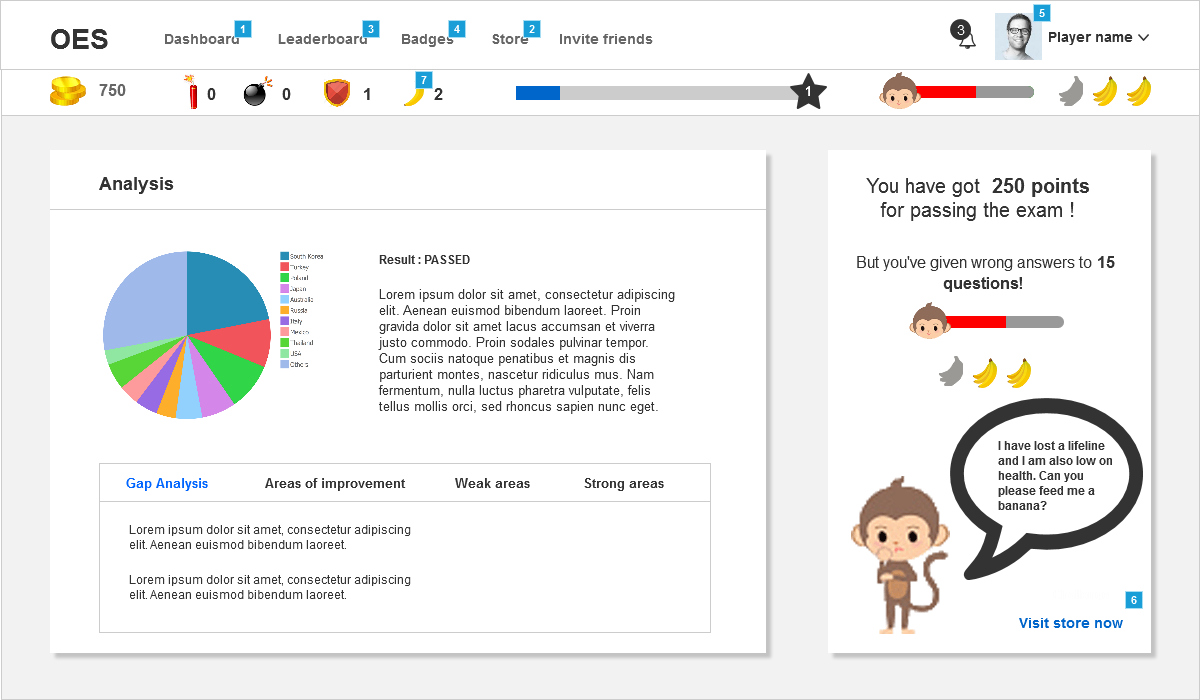 OES
Dashboard 1
Leaderboard 3
Badges 4
Store 2
Invite friends
3
5
Player name
750
0
0
1
7
2
1
Analysis
South Korea
Turkey
Poland
Japan
Australia
Russia
Italy
Mexico
Thailand
USA
Others
Result : PASSED
Lorem ipsum dolor sit amet, consectetur adipiscing
elit. Aenean euismod bibendum laoreet. Proin
gravida dolor sit amet lacus accumsan et viverra
justo commodo. Proin sodales pulvinar tempor.
Cum sociis natoque penatibus et magnis dis
parturient montes, nascetur ridiculus mus. Nam
fermentum, nulla luctus pharetra vulputate, felis
tellus mollis orci, sed rhoncus sapien nunc eget.
Gap Analysis
Areas of improvement
Weak areas
Strong areas
Lorem ipsum dolor sit amet, consectetur adipiscing
elit. Aenean euismod bibendum laoreet.
Lorem ipsum dolor sit amet, consectetur adipiscing
elit. Aenean euismod bibendum laoreet.
You have got 250 points
for passing the exam !
But you've given wrong answers to 15
questions!
I have lost a lifeline
and I am also low on
health. Can you
please feed me a
banana?
6
Visit store now